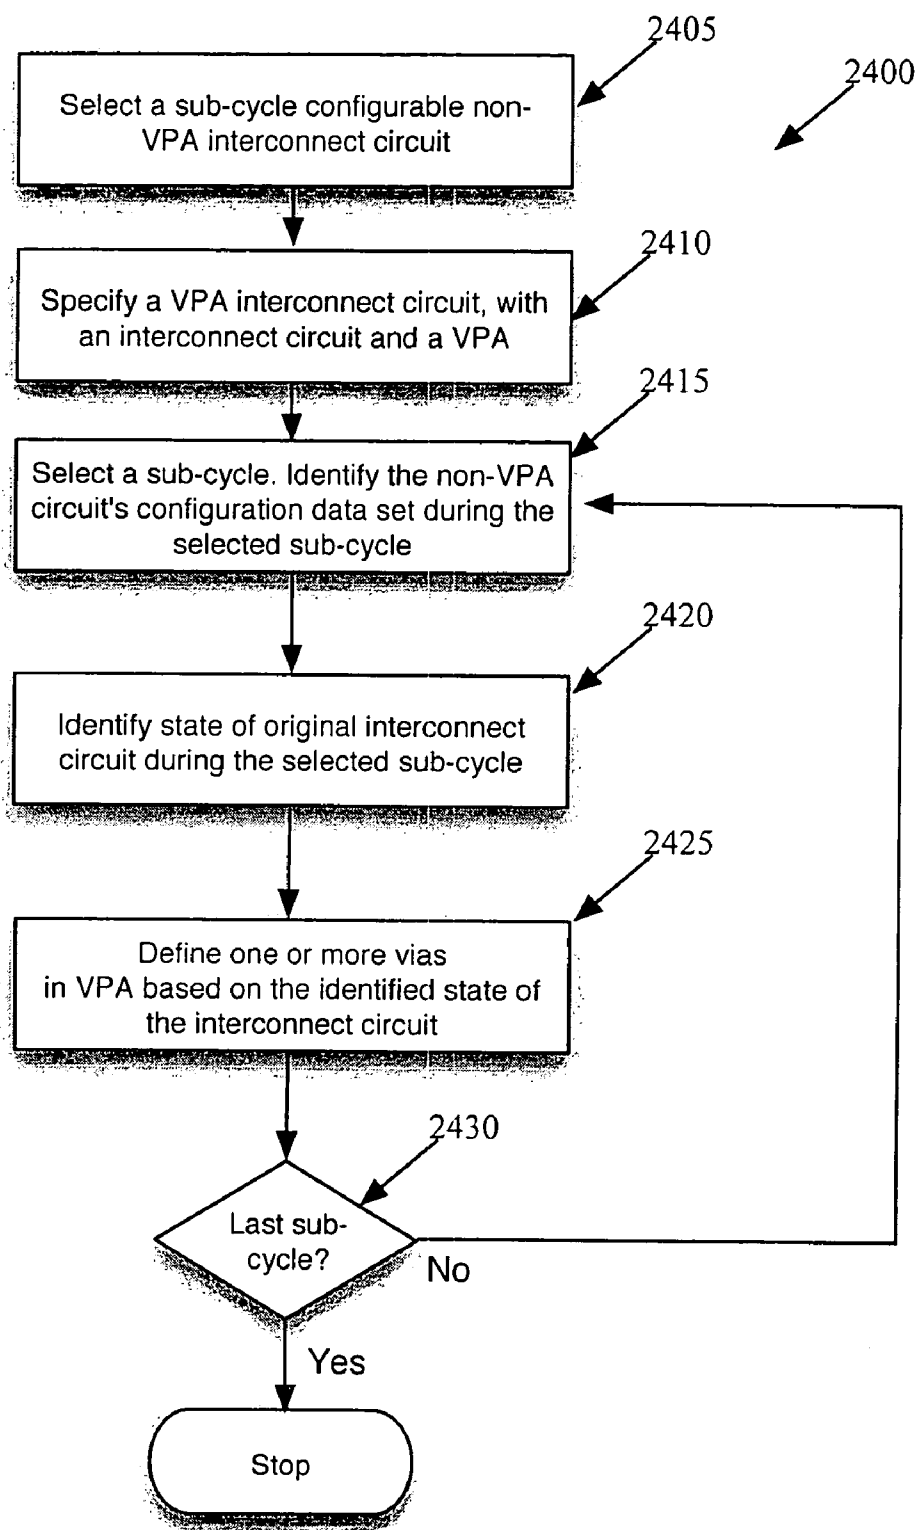 2405
2400
Select a sub-cycle configurable non-
VPA interconnect circuit
2410
Specify a VPA interconnect circuit, with
an interconnect circuit and a VPA
2415
Select a sub-cycle. Identify the non-VPA
circuit's configuration data set during the
selected sub-cycle
2420
Identify state of original interconnect
circuit during the selected sub-cycle
2425
Define one or more vias
in VPA based on the identified state of
the interconnect circuit
2430
Last sub-
cycle?
No
Yes
Stop